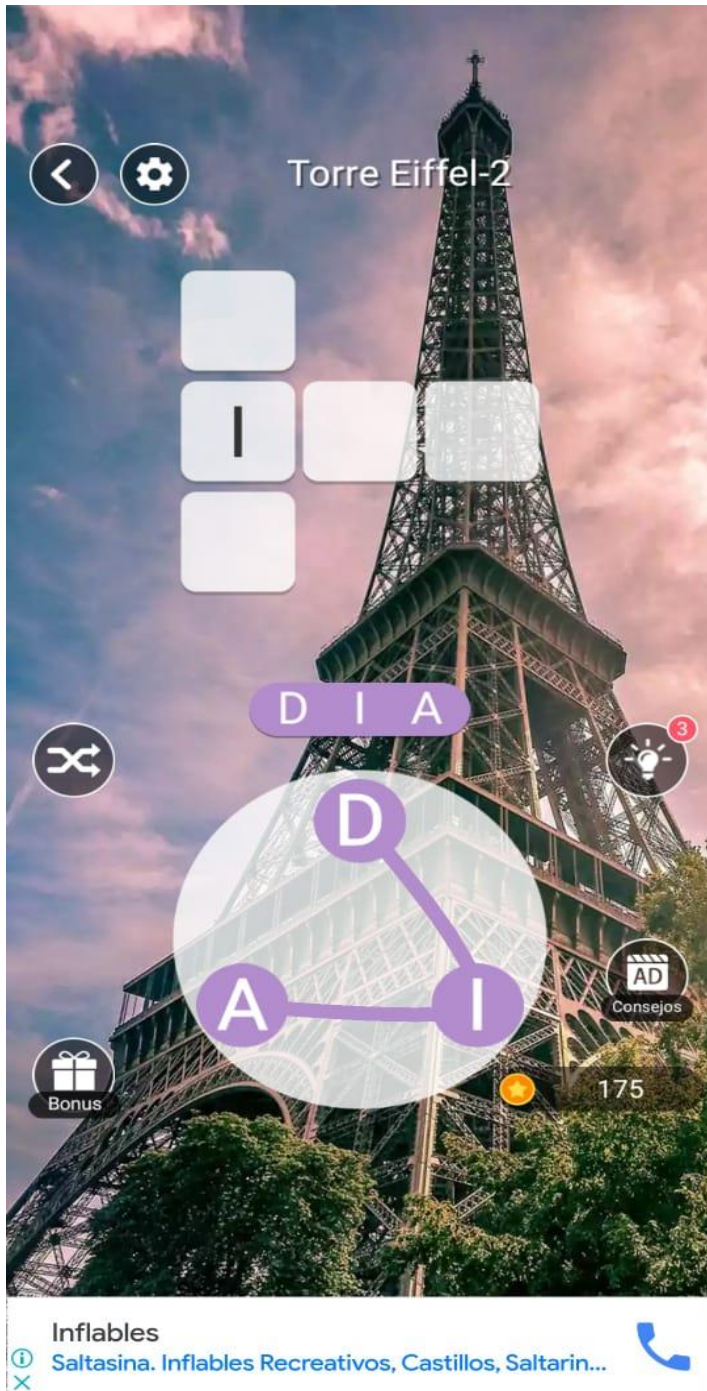 Torre Eiffel-2
I
D I A
3
D
AD
A I
Consejos
Bonus
175
Inflables
Saltasina. Inflables Recreativos, Castillos, Saltarin...